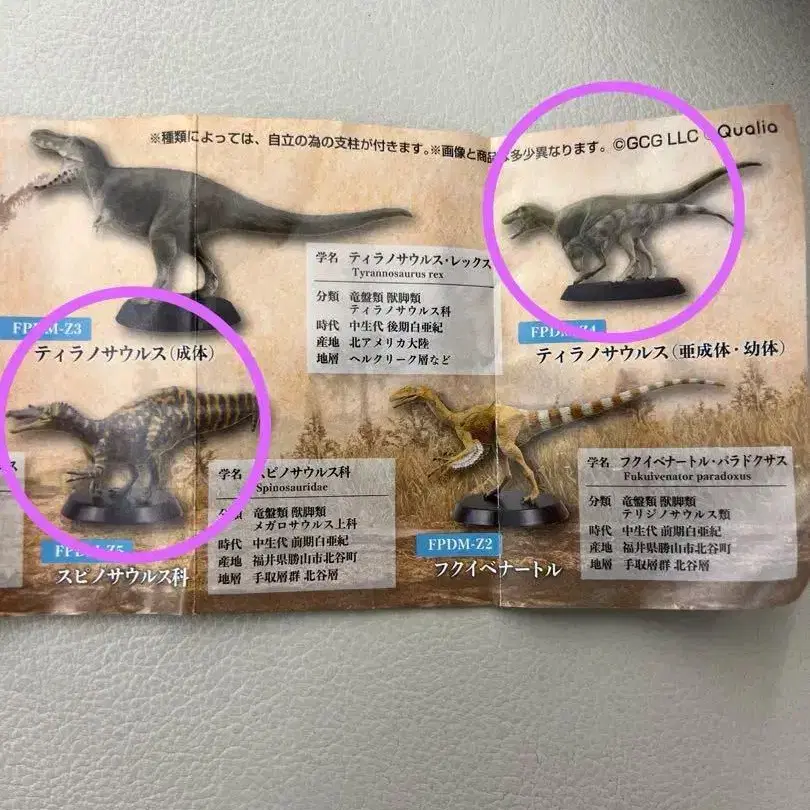 ※種類によっては、自立の為の支柱が付きます。※画像と商品は多少異なります。©GCG LLC Qualia
学名 ティラノサウルス・レックス
Tyrannosaurus rex
分類 竜盤類 獣脚類
ティラノサウルス科
時代 中生代 後期白亜紀
産地 北アメリカ大陸
地層 ヘルクリーク層など
FPDM-Z3
ティラノサウルス(成体)
FPDM-Z4
ティラノサウルス(亜成体・幼体)
学名 スピノサウルス科
Spinosauridae
分類 竜盤類 獣脚類
メガロサウルス上科
時代 中生代 前期白亜紀
産地 福井県勝山市北谷町
地層 手取層群 北谷層
FPDM-Z5
スピノサウルス科
学名 フクイベナートル・パラドクサス
Fukuivenator paradoxus
分類 竜盤類 獣脚類
テリジノサウルス類
時代 中生代 前期白亜紀
産地 福井県勝山市北谷町
地層 手取層群 北谷層
FPDM-Z2
フクイベナートル